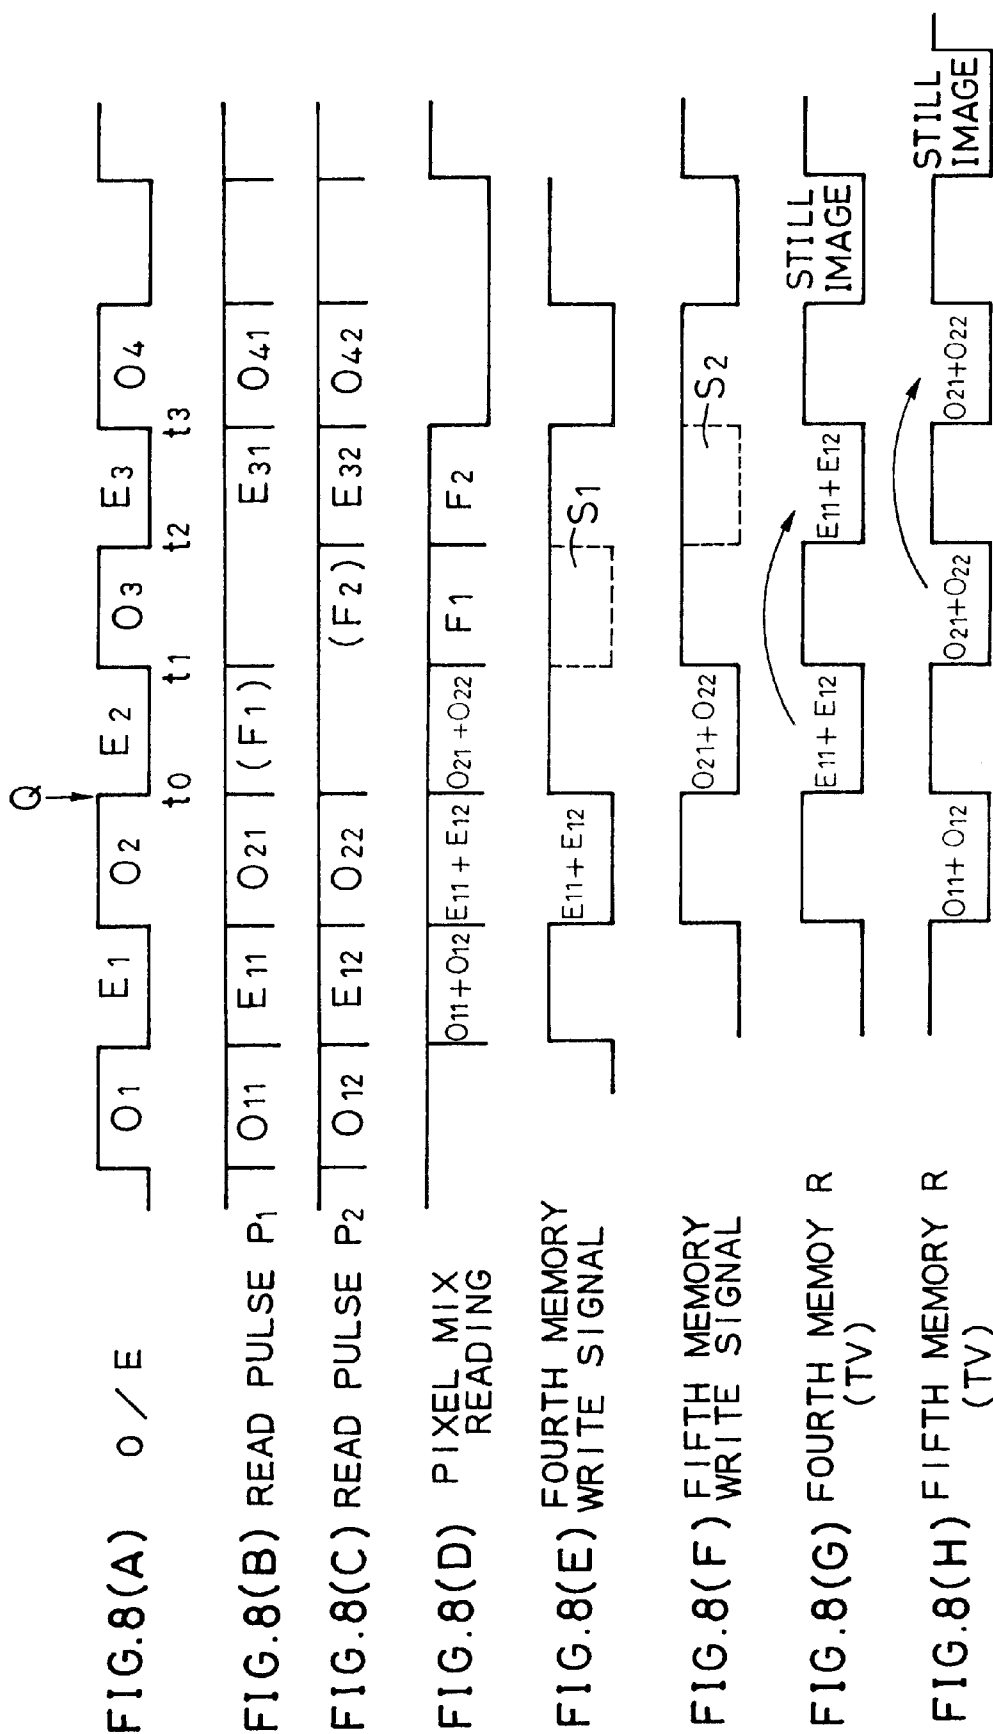 Q
FIG.8(A) O/E O1 E1 O2 E2 O3 E3 O4
t0 t1 t2 t3
FIG.8(B) READ PULSE P1 O11 E11 O21 (F1) E31 O41
FIG.8(C) READ PULSE P2 O12 E12 O22 (F2) E32 O42
FIG.8(D) PIXEL MIX
READING
O11+O12 E11+E12 O21+O22 F1 F2
FIG.8(E) FOURTH MEMORY
WRITE SIGNAL
E11+E12 S1
FIG.8(F) FIFTH MEMORY
WRITE SIGNAL
O21+O22 S2
FIG.8(G) FOURTH MEMOY R
(TV)
E11+E12 E11+E12
STILL
IMAGE
FIG.8(H) FIFTH MEMORY R
(TV)
O11+O12 O21+O22 O21+O22
STILL
IMAGE